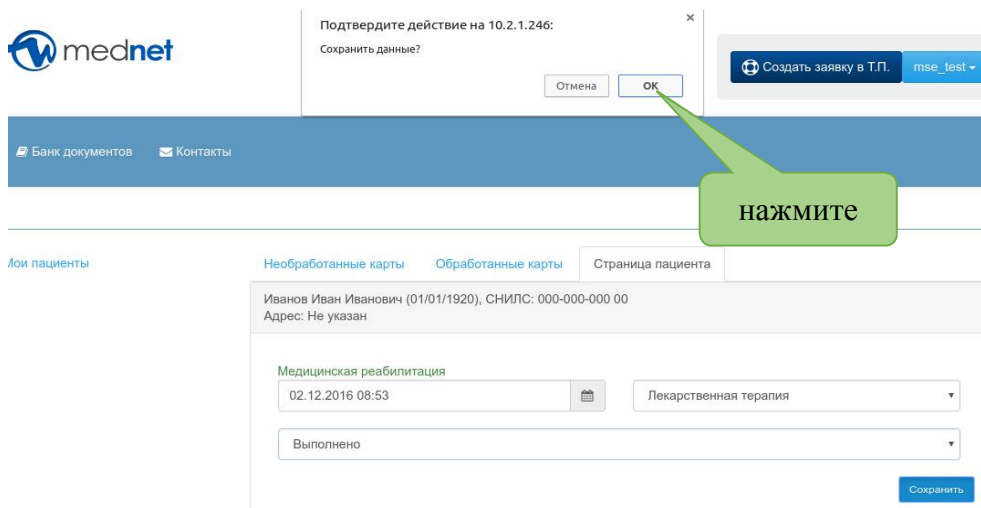 mednet
Подтвердите действие на 10.2.1.246:
×
Сохранить данные?
Отмена
ОК
Создать заявку в Т.П.
mse_test
Банк документов
Контакты
нажмите
Мои пациенты
Необработанные карты
Обработанные карты
Страница пациента
Иванов Иван Иванович (01/01/1920), СНИЛС: 000-000-000 00
Адрес: Не указан
Медицинская реабилитация
02.12.2016 08:53
Лекарственная терапия
Выполнено
Сохранить